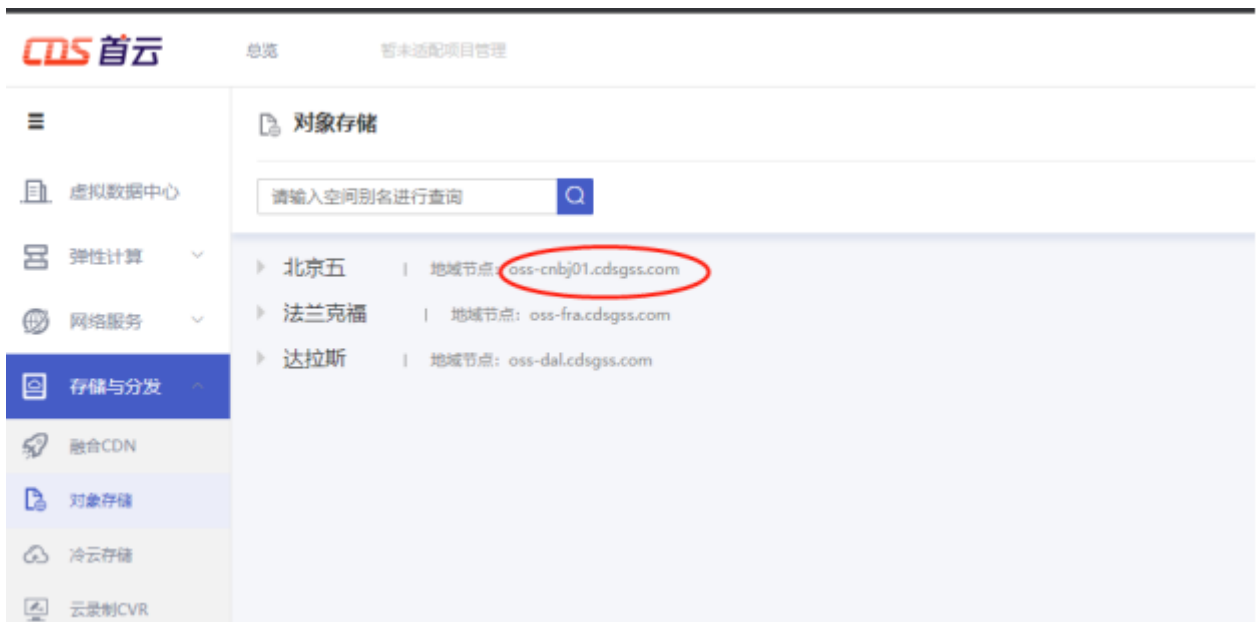 CDS 首云 总览 暂未适配项目管理
对象存储
虚拟数据中心
请输入空间别名进行查询
弹性计算
北京五 | 地域节点：oss-cnbj01.cdsgss.com
网络服务
法兰克福 | 地域节点：oss-fra.cdsgss.com
达拉斯 | 地域节点：oss-dal.cdsgss.com
存储与分发
融合CDN
对象存储
冷云存储
云录制CVR